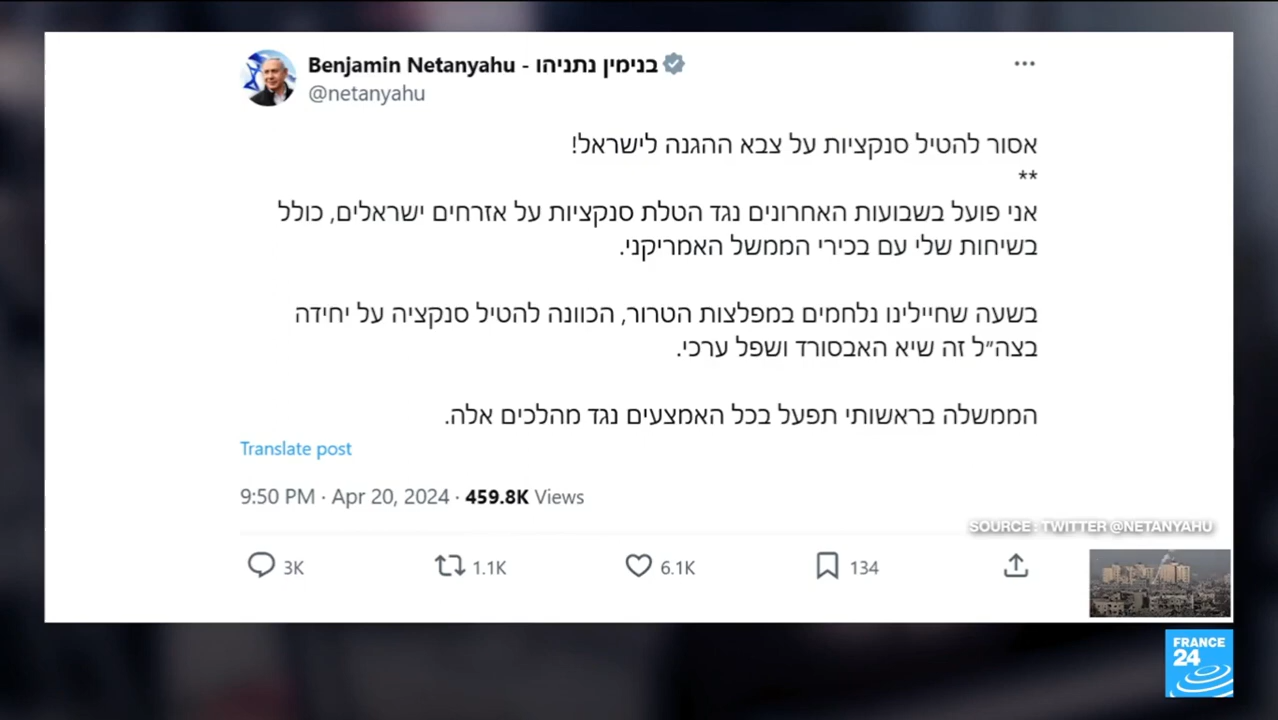 Benjamin Netanyahu - בנימין נתניהו
@netanyahu
אסור להטיל סנקציות על צבא ההגנה לישראל!
**
אני פועל בשבועות האחרונים נגד הטלת סנקציות על אזרחים ישראלים, כולל
בשיחות שלי עם בכירי הממשל האמריקני.
בשעה שחיילינו נלחמים במפלצות הטרור, הכוונה להטיל סנקציה על יחידה
בצה״ל זה שיא האבסורד ושפל ערכי.
הממשלה בראשותי תפעל בכל האמצעים נגד מהלכים אלה.
Translate post
9:50 PM · Apr 20, 2024 · 459.8K Views
SOURCE : TWITTER @NETANYAHU
3K 1.1K 6.1K 134
FRANCE
24